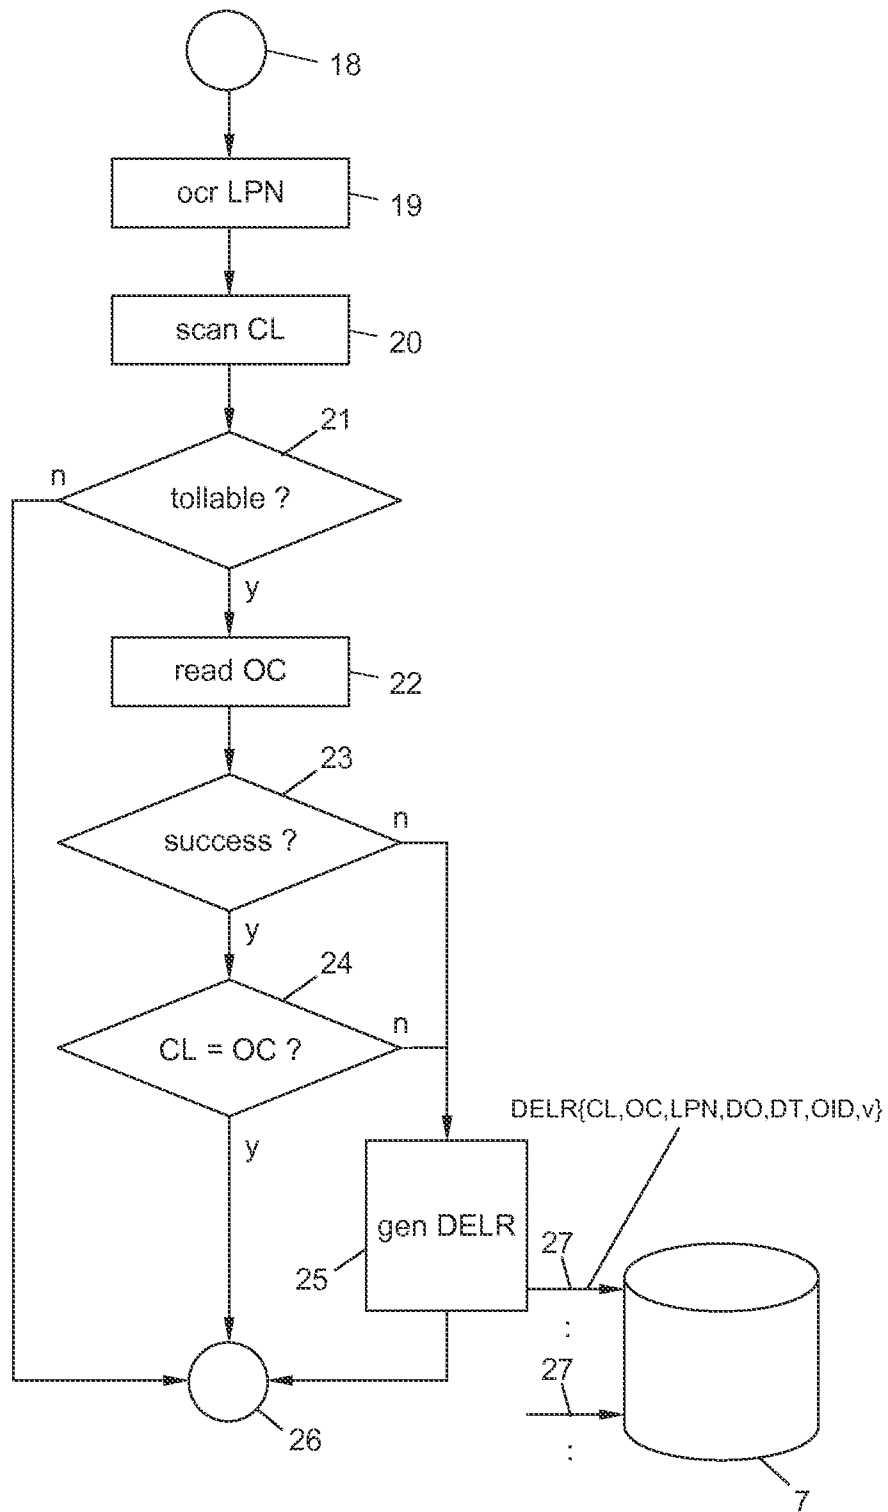 18
ocr LPN
19
scan CL
20
21
n
tollable ?
y
read OC
22
23
n
success ?
y
24
n
CL = OC ?
DELR{CL,OC,LPN,DO,DT,OID,v}
y
gen DELR
27
25
:
27
26
:
7